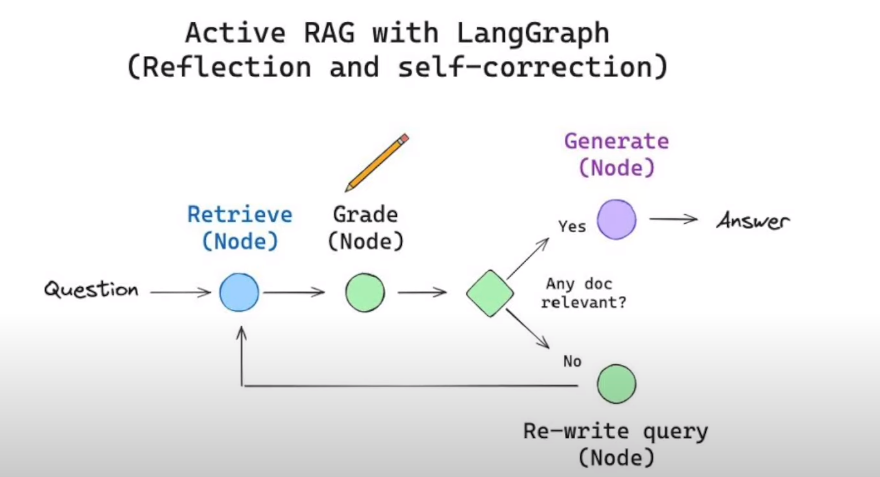 Active RAG with LangGraph
(Reflection and self-correction)
Generate
(Node)
Retrieve
(Node)
Grade
(Node)
Yes
Answer
Question
Any doc
relevant?
No
Re-write query
(Node)